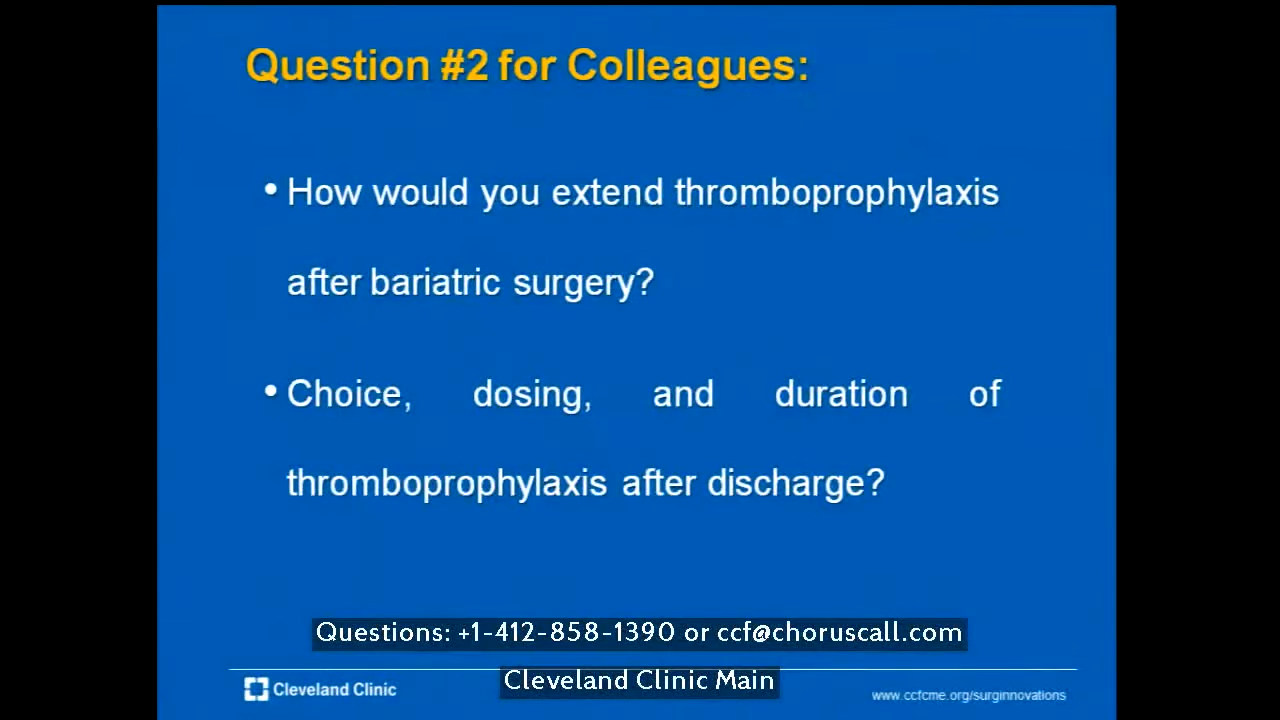 Question #2 for Colleagues:
• How would you extend thromboprophylaxis
after bariatric surgery?
• Choice, dosing, and duration of
thromboprophylaxis after discharge?
Questions: +1-412-858-1390 or ccf@choruscall.com
Cleveland Clinic Main
Cleveland Clinic
www.ccfcme.org/surginnovations